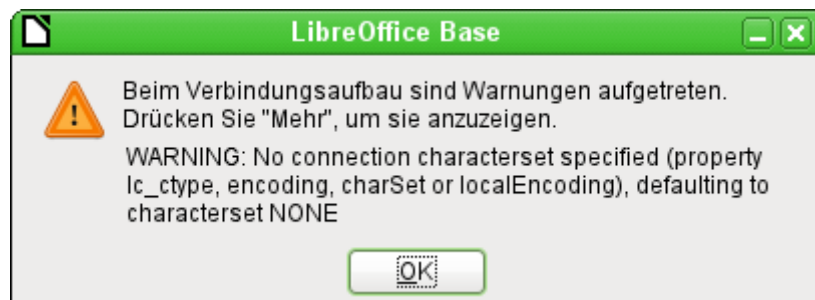 LibreOffice Base
Beim Verbindungsaufbau sind Warnungen aufgetreten.
Drücken Sie "Mehr", um sie anzuzeigen.
WARNING: No connection characterset specified (property
lc_ctype, encoding, charSet or localEncoding), defaulting to
characterset NONE
OK